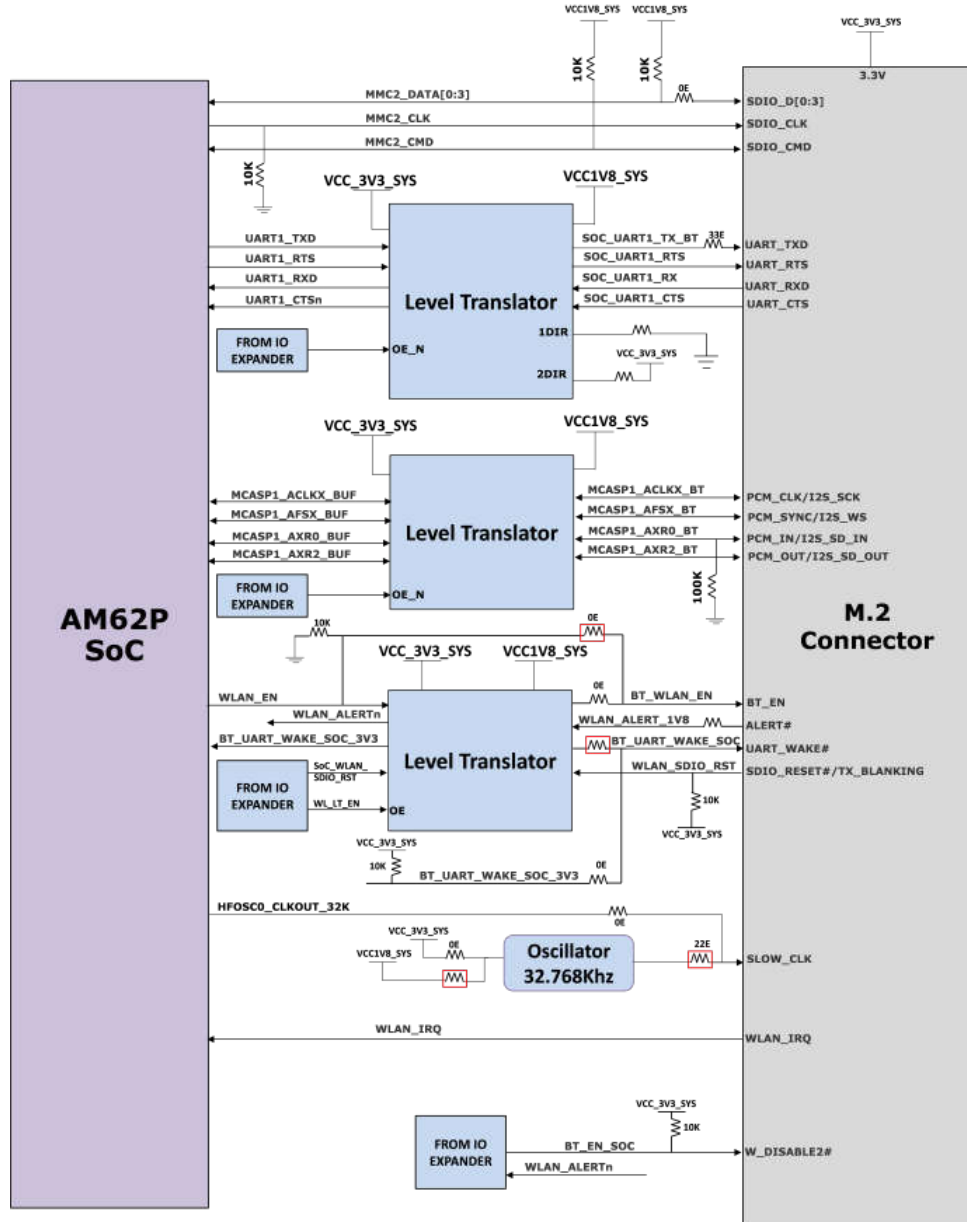 VCC1V8_SYS
VCC1V8_SYS
VCC_3V3_SYS
3.3V
10K
10K
MMC2_DATA[0:3]
0E
SDIO_D[0:3]
MMC2_CLK
SDIO_CLK
MMC2_CMD
SDIO_CMD
10K
VCC_3V3_SYS
VCC1V8_SYS
UART1_TXD
SOC_UART1_TX_BT
33E
UART_TXD
UART1_RTS
SOC_UART1_RTS
UART_RTS
UART1_RXD
SOC_UART1_RX
UART_RXD
UART1_CTSn
SOC_UART1_CTS
UART_CTS
Level Translator
1DIR
FROM IO
EXPANDER
OE_N
VCC_3V3_SYS
2DIR
VCC_3V3_SYS
VCC1V8_SYS
MCASP1_ACLKX_BUF
MCASP1_ACLKX_BT
PCM_CLK/I2S_SCK
MCASP1_AFSX_BUF
MCASP1_AFSX_BT
PCM_SYNC/I2S_WS
MCASP1_AXR0_BUF
MCASP1_AXR0_BT
PCM_IN/I2S_SD_IN
MCASP1_AXR2_BUF
MCASP1_AXR2_BT
PCM_OUT/I2S_SD_OUT
Level Translator
FROM IO
EXPANDER
OE_N
100K
AM62P
SoC
M.2
Connector
10K
0E
VCC_3V3_SYS
VCC1V8_SYS
0E
WLAN_EN
BT_WLAN_EN
BT_EN
WLAN_ALERTn
WLAN_ALERT_1V8
ALERT#
BT_UART_WAKE_SOC_3V3
BT_UART_WAKE_SOC
UART_WAKE#
Level Translator
FROM IO
EXPANDER
SoC_WLAN_
SDIO_RST
WLAN_SDIO_RST
SDIO_RESET#/TX_BLANKING
WL_LT_EN
OE
10K
VCC_3V3_SYS
VCC_3V3_SYS
10K
BT_UART_WAKE_SOC_3V3
0E
HFOSC0_CLKOUT_32K
0E
VCC_3V3_SYS
0E
VCC1V8_SYS
Oscillator
32.768Khz
22E
SLOW_CLK
WLAN_IRQ
WLAN_IRQ
VCC_3V3_SYS
10K
FROM IO
EXPANDER
BT_EN_SOC
W_DISABLE2#
WLAN_ALERTn